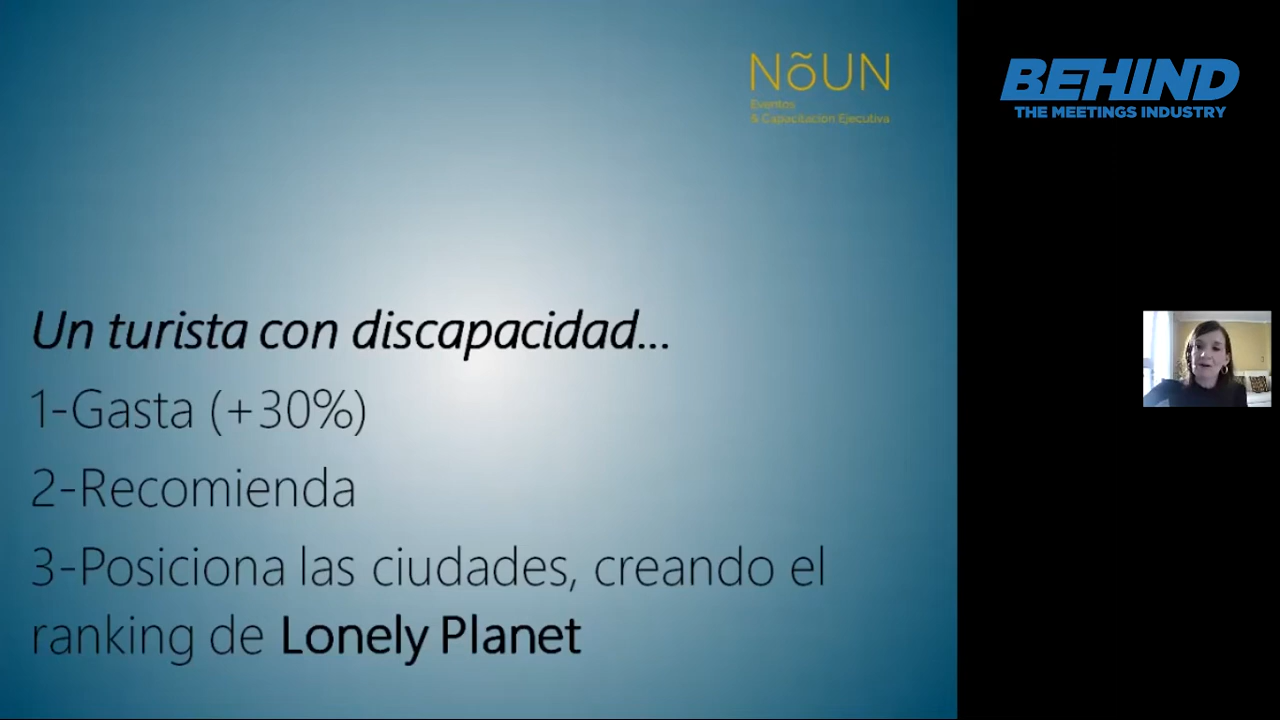 NõUN
Eventos
& Capacitación Ejecutiva
BEHIND
THE MEETINGS INDUSTRY
Un turista con discapacidad...
1-Gasta (+30%)
2-Recomienda
3-Posiciona las ciudades, creando el
ranking de Lonely Planet